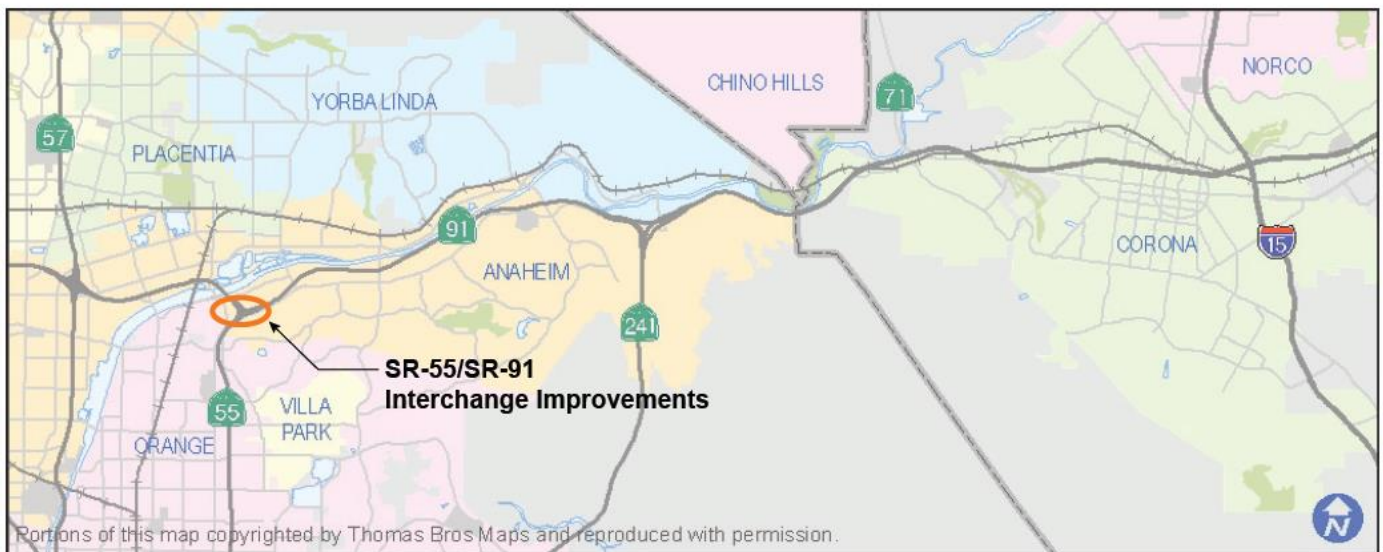 CHINO HILLS
71
NORCO
YORBA LINDA
57
PLACENTIA
91
15
CORONA
ANAHEIM
241
SR-55/SR-91
Interchange Improvements
55
VILLA
PARK
ORANGE
Portions of this map copyrighted by Thomas Bros Maps and reproduced with permission.
N